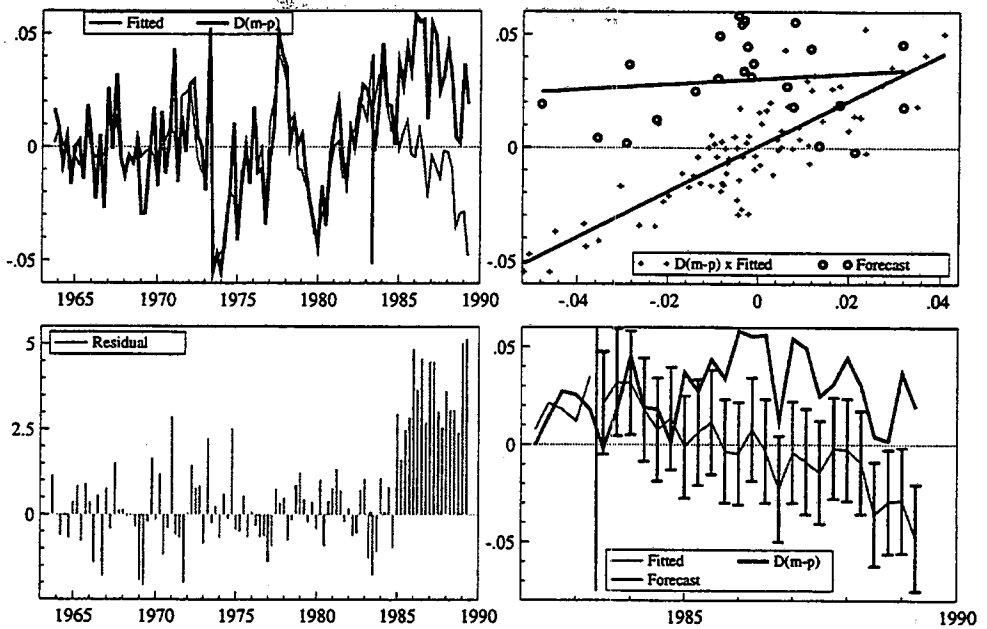 Fitted D(m-p)
.05
0
-.05
1965 1970 1975 1980 1985 1990
.05
0
-.05
D(m-p) x Fitted Forecast
-.04 -.02 0 .02 .04
Residual
5
2.5
0
1965 1970 1975 1980 1985 1990
.05
0
-.05
Fitted D(m-p)
Forecast
1985 1990